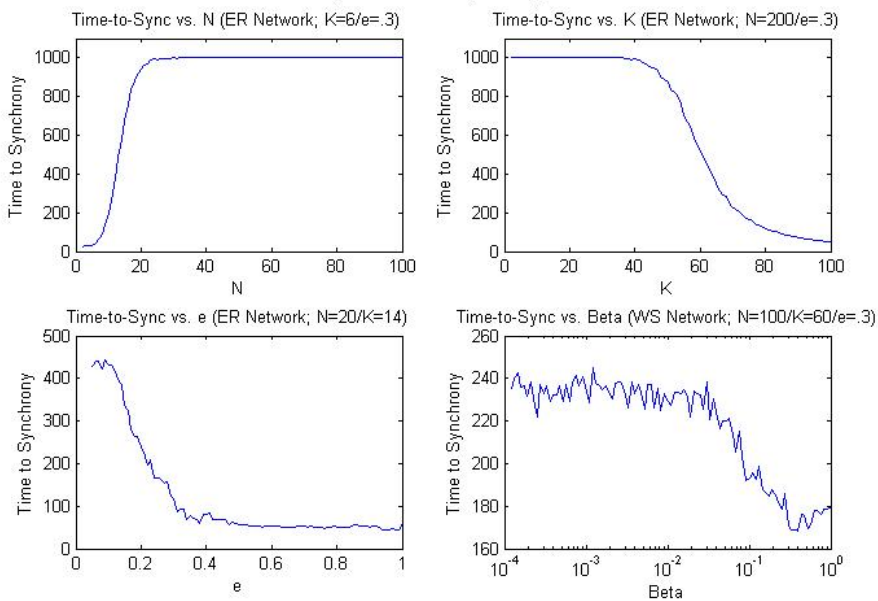 Time-to-Sync vs. N (ER Network; K=6/e=.3)
1000
800
600
400
200
0
Time to Synchrony
0 20 40 60 80 100
N
Time-to-Sync vs. K (ER Network; N=200/e=.3)
1000
800
600
400
200
0
Time to Synchrony
0 20 40 60 80 100
K
Time-to-Sync vs. e (ER Network; N=20/K=14)
500
400
300
200
100
0
Time to Synchrony
0 0.2 0.4 0.6 0.8 1
e
Time-to-Sync vs. Beta (WS Network; N=100/K=60/e=.3)
260
240
220
200
180
160
Time to Synchrony
10^-4 10^-3 10^-2 10^-1 10^0
Beta